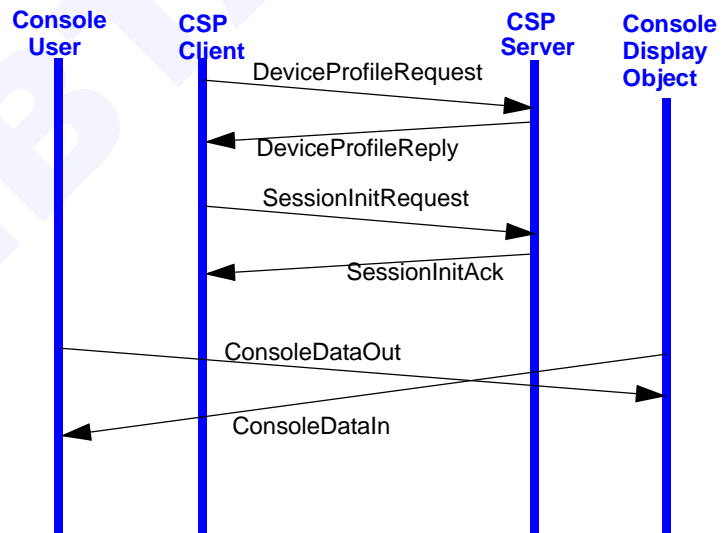 Console
User
CSP
Client
CSP
Server
Console
Display
Object
DeviceProfileRequest
DeviceProfileReply
SessionInitRequest
SessionInitAck
ConsoleDataOut
ConsoleDataIn